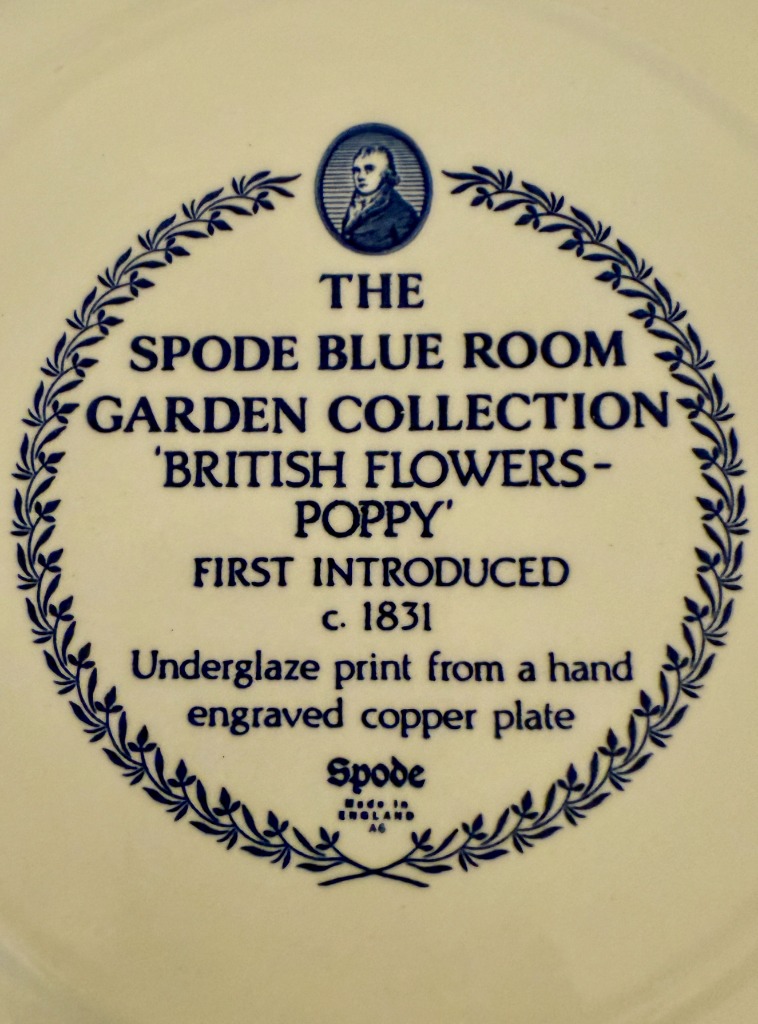 THE
SPODE BLUE ROOM
GARDEN COLLECTION
'BRITISH FLOWERS-
POPPY'
FIRST INTRODUCED
c. 1831
Underglaze print from a hand
engraved copper plate
Spode
Made in
ENGLAND
A6